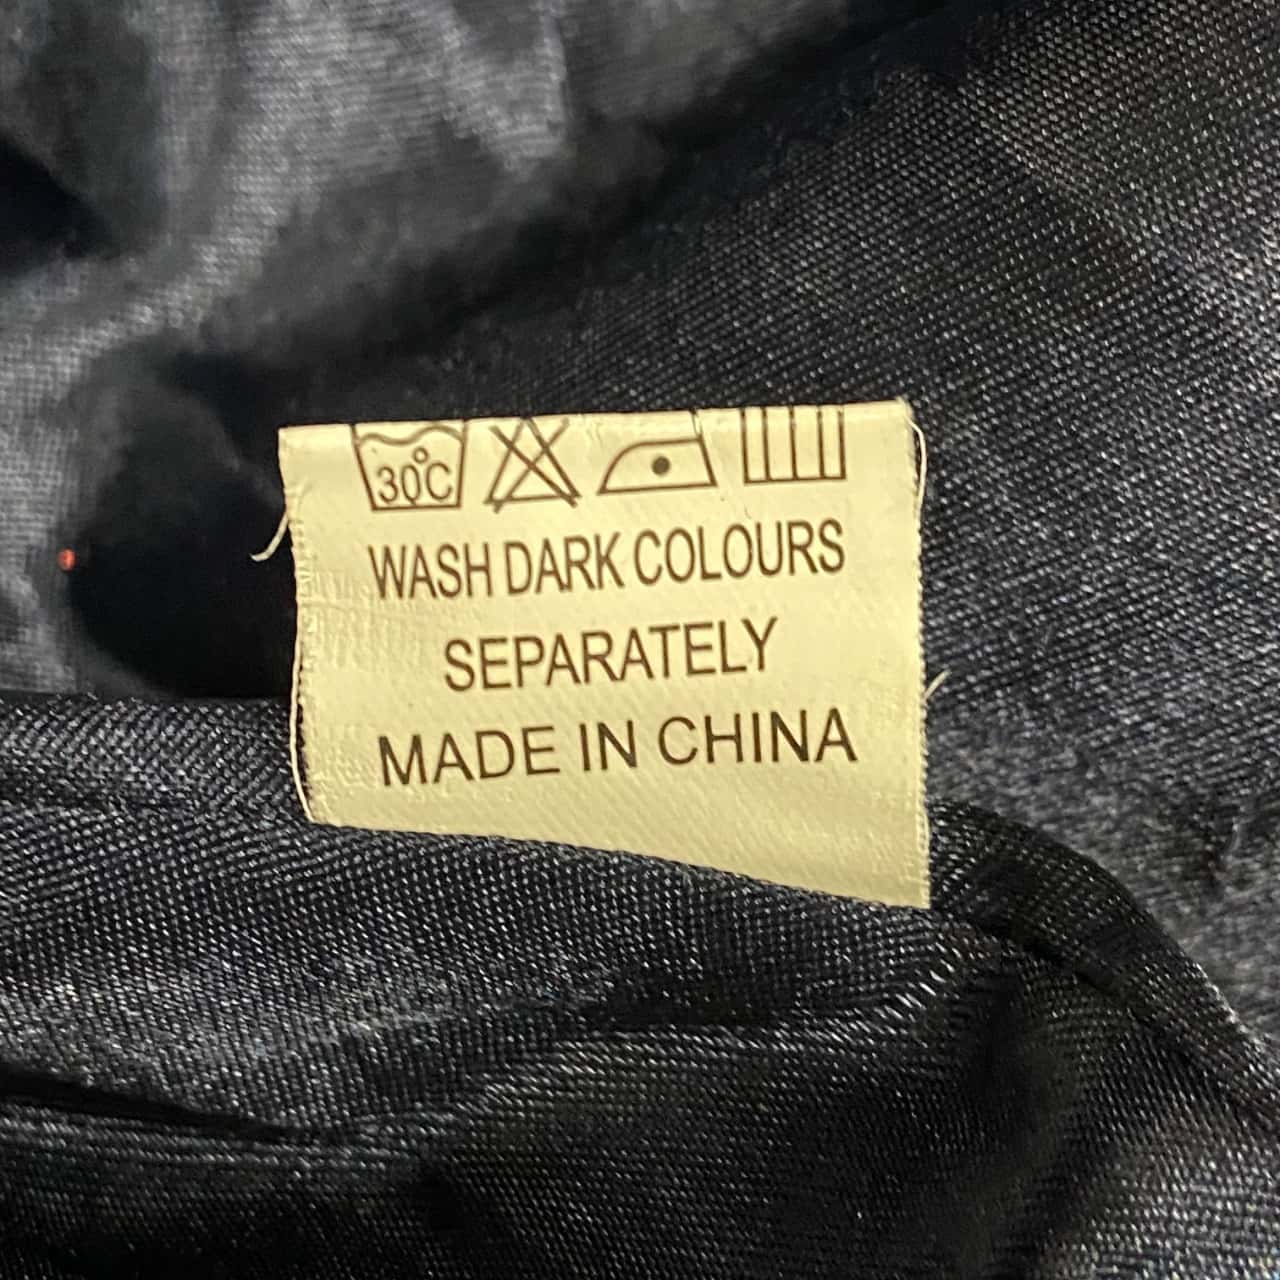 30°C
WASH DARK COLOURS
SEPARATELY
MADE IN CHINA